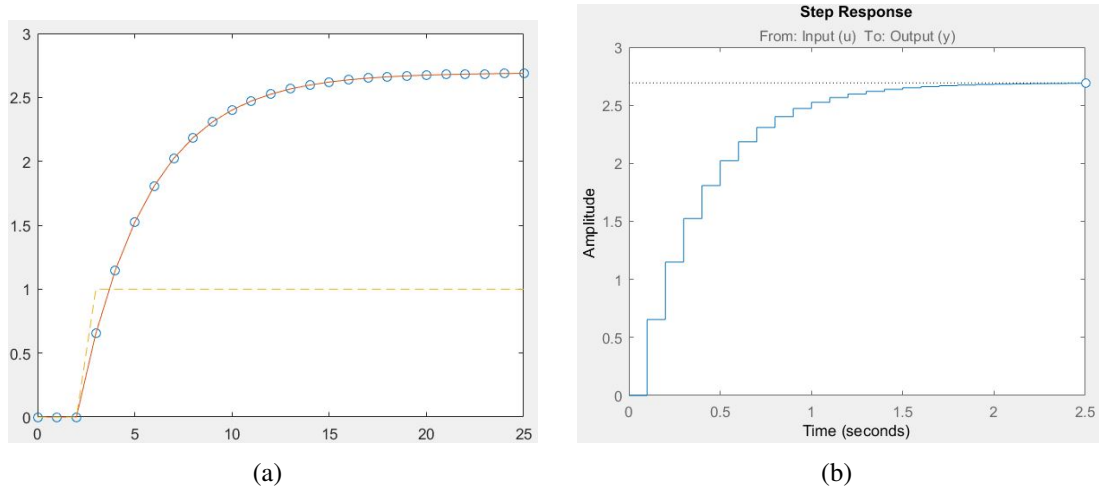 3
2.5
2
1.5
1
0.5
0
0 5 10 15 20 25
(a)
Step Response
From: Input (u) To: Output (y)
3
2.5
2
1.5
1
0.5
0
Amplitude
0 0.5 1 1.5 2 2.5
Time (seconds)
(b)